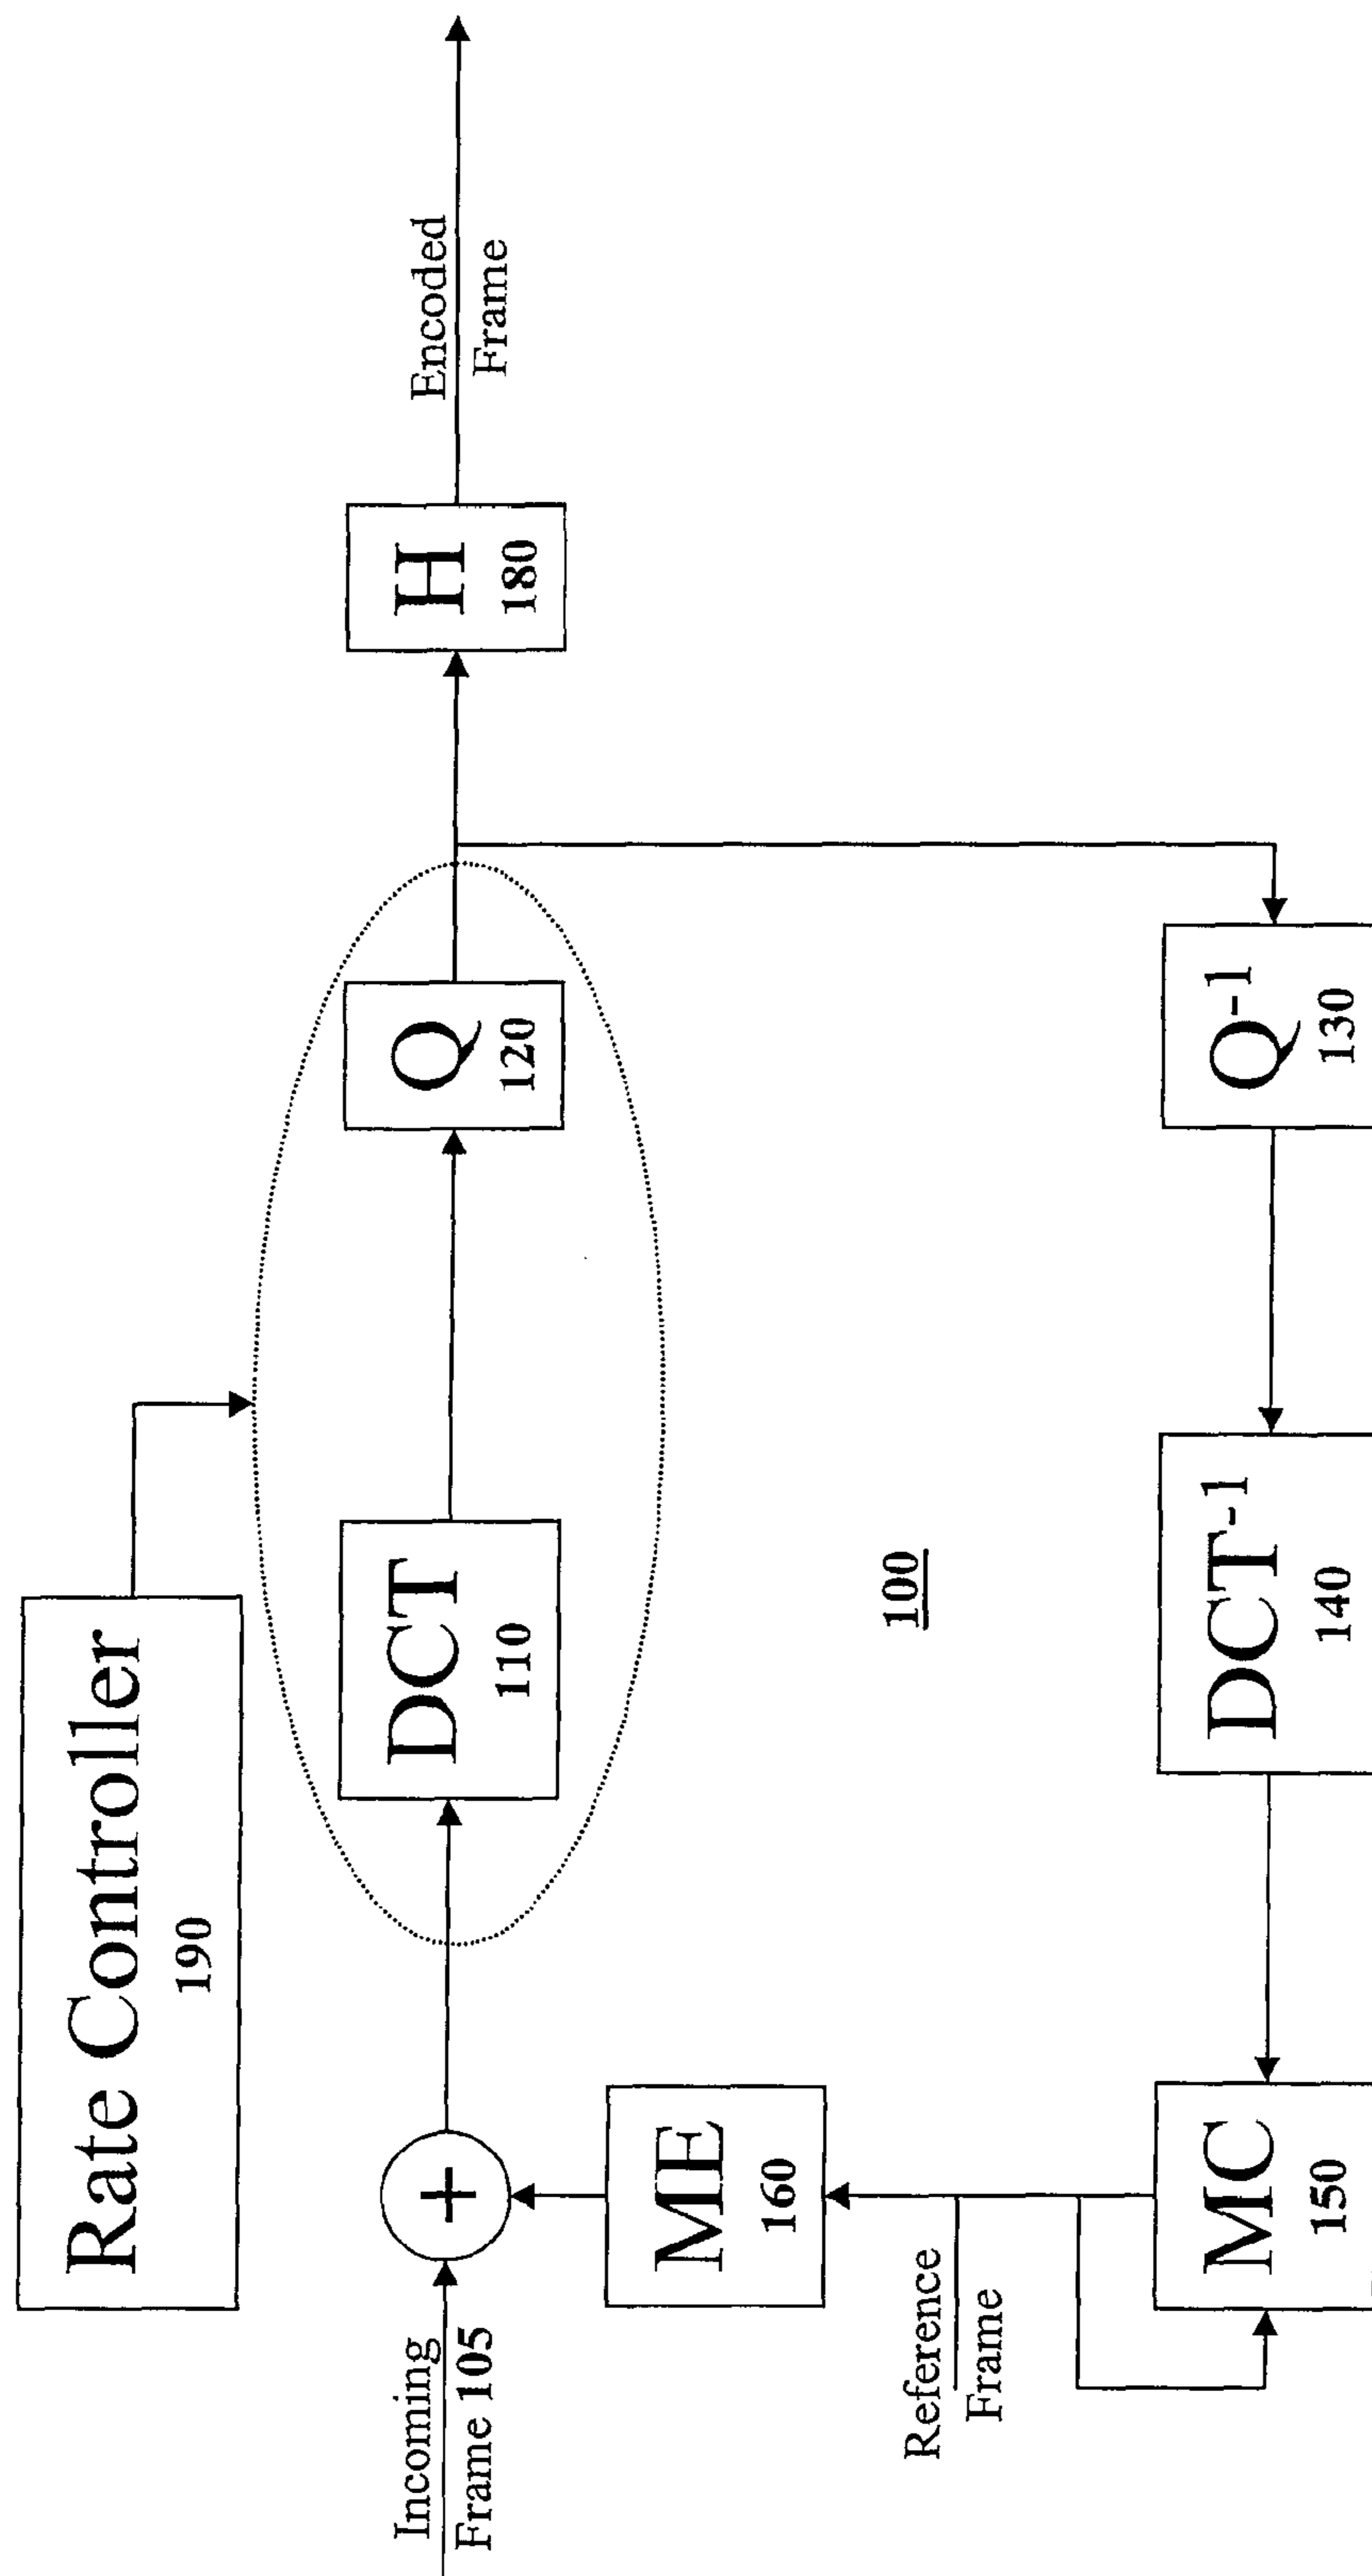 Rate Controller
190
Incoming
Frame 105
+
DCT
110
Q
120
H
180
Encoded
Frame
ME
160
100
Reference
Frame
MC
150
DCT-1
140
Q-1
130